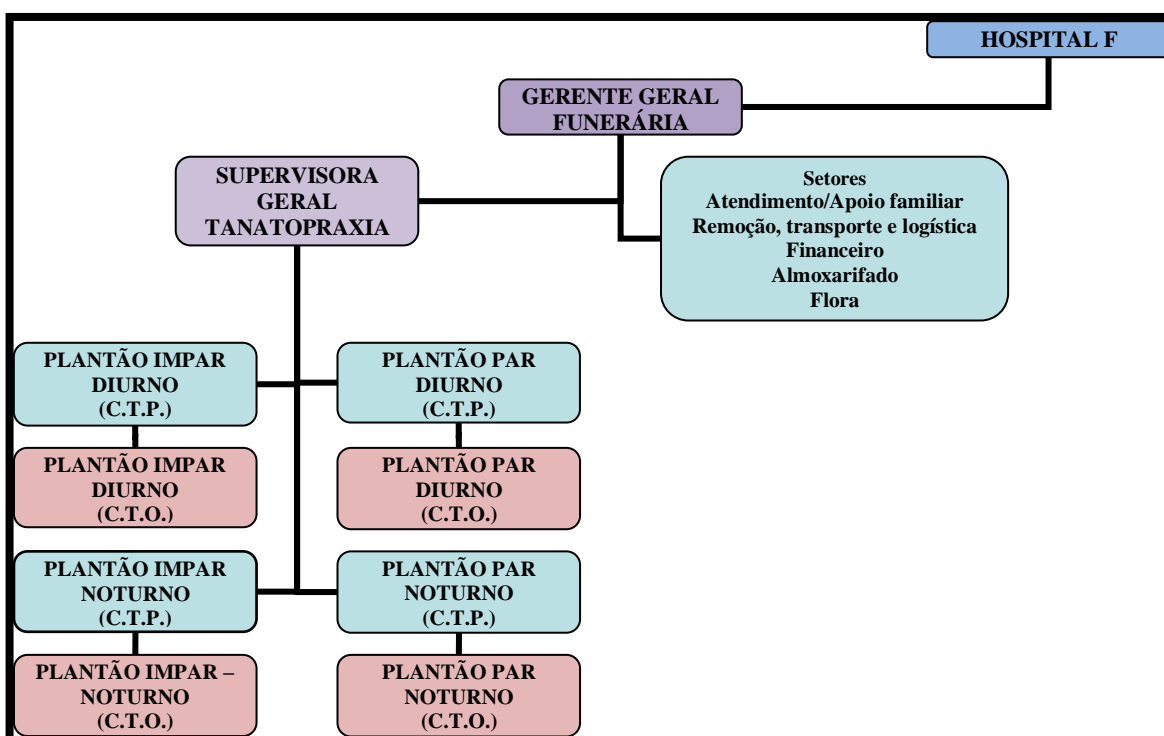 HOSPITAL F
GERENTE GERAL
FUNERÁRIA
SUPERVISORA
GERAL
TANATOPRAXIA
Setores
Atendimento/Apoio familiar
Remoção, transporte e logística
Financeiro
Almoxarifado
Flora
PLANTÃO IMPAR
DIURNO
(C.T.P.)
PLANTÃO PAR
DIURNO
(C.T.P.)
PLANTÃO IMPAR
DIURNO
(C.T.O.)
PLANTÃO PAR
DIURNO
(C.T.O.)
PLANTÃO IMPAR
NOTURNO
(C.T.P.)
PLANTÃO PAR
NOTURNO
(C.T.P.)
PLANTÃO IMPAR –
NOTURNO
(C.T.O.)
PLANTÃO PAR
NOTURNO
(C.T.O.)